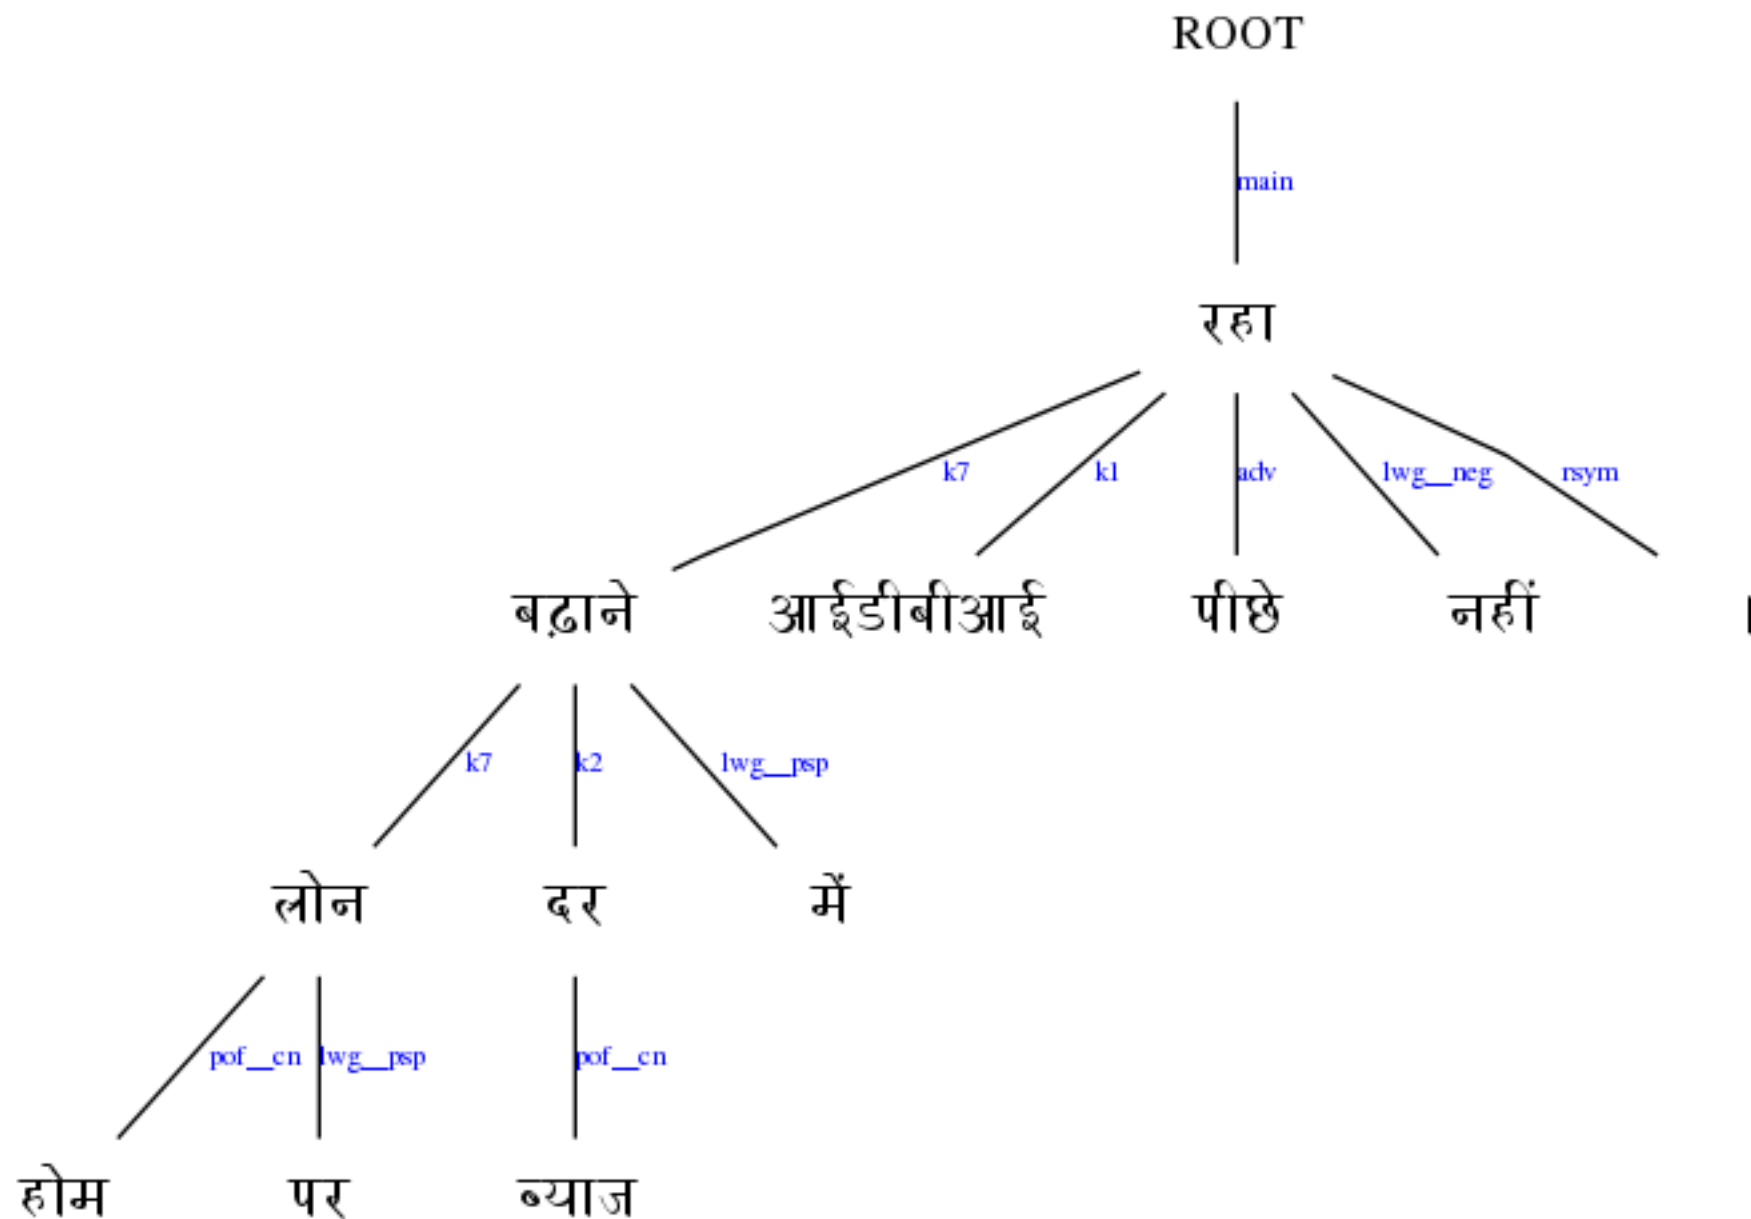 ROOT
main
रहा
k7 k1 adv lwg__neg rsym
बढ़ाने आईडीबीआई पीछे नहीं ।
k7 k2 lwg__psp
लोन दर में
pof__cn lwg__psp pof__cn
होम पर ब्याज